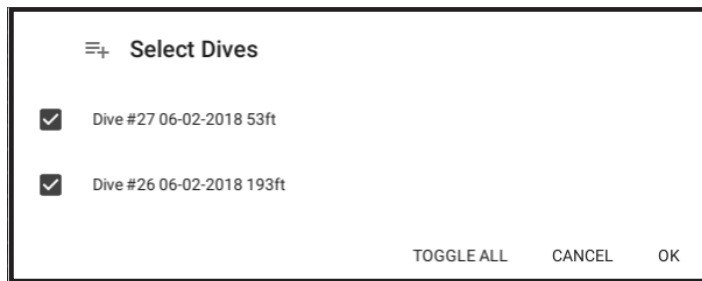 Select Dives
Dive #27 06-02-2018 53ft
Dive #26 06-02-2018 193ft
TOGGLE ALL CANCEL OK